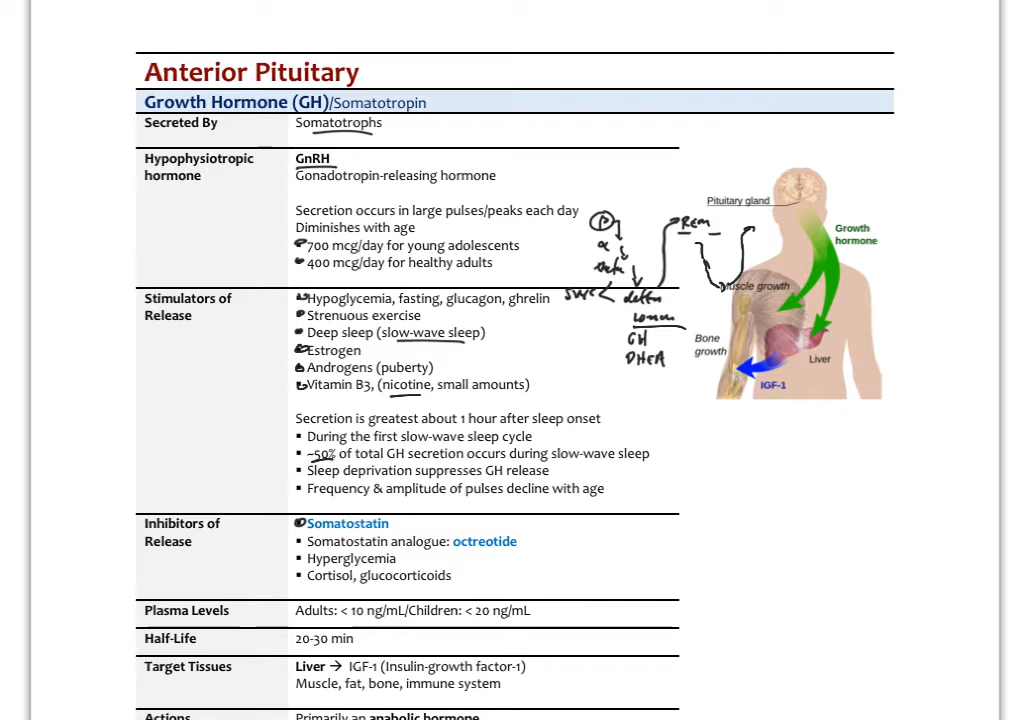 Anterior Pituitary
Growth Hormone (GH)/Somatotropin
Secreted By
Somatotrophs
Hypophysiotropic
hormone
GnRH
Gonadotropin-releasing hormone
Secretion occurs in large pulses/peaks each day
Diminishes with age
700 mcg/day for young adolescents
400 mcg/day for healthy adults
Stimulators of
Release
Hypoglycemia, fasting, glucagon, ghrelin
Strenuous exercise
Deep sleep (slow-wave sleep)
Estrogen
Androgens (puberty)
Vitamin B3, (nicotine, small amounts)
Secretion is greatest about 1 hour after sleep onset
▪ During the first slow-wave sleep cycle
▪ ~50% of total GH secretion occurs during slow-wave sleep
▪ Sleep deprivation suppresses GH release
▪ Frequency & amplitude of pulses decline with age
Inhibitors of
Release
Somatostatin
▪ Somatostatin analogue: octreotide
▪ Hyperglycemia
▪ Cortisol, glucocorticoids
Plasma Levels
Adults: < 10 ng/mL/Children: < 20 ng/mL
Half-Life
20-30 min
Target Tissues
Liver → IGF-1 (Insulin-growth factor-1)
Muscle, fat, bone, immune system
Actions
Primarily an anabolic hormone
β
α
REM
GH
DHEA
Pituitary gland
Growth
hormone
Muscle growth
Bone
growth
Liver
IGF-1